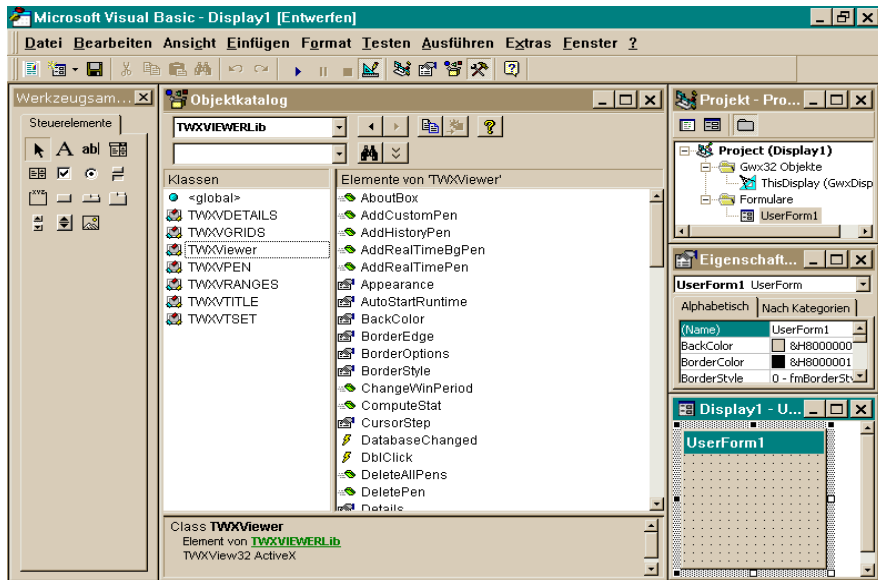 Microsoft Visual Basic - Display1 [Entwerfen]
Datei Bearbeiten Ansicht Einfügen Format Testen Ausführen Extras Fenster ?
Werkzeugsam...
Steuerelemente
A ab|
xyz
Objektkatalog
TWXVIEWERLib
Klassen
<global>
TWXVDETAILS
TWXVGRIDS
TWXViewer
TWXVPEN
TWXVRANGES
TWXVTITLE
TWXVTSET
Elemente von 'TWXViewer'
AboutBox
AddCustomPen
AddHistoryPen
AddRealTimeBgPen
AddRealTimePen
Appearance
AutoStartRuntime
BackColor
BorderEdge
BorderOptions
BorderStyle
ChangeWinPeriod
ComputeStat
CursorStep
DatabaseChanged
DblClick
DeleteAllPens
DeletePen
Details
Class TWXViewer
Element von TWXVIEWERLib
TWXView32 ActiveX
Projekt - Pro...
Project (Display1)
Gwx32 Objekte
ThisDisplay (GwxDisp
Formulare
UserForm1
Eigenschaft...
UserForm1 UserForm
Alphabetisch Nach Kategorien
(Name) UserForm1
BackColor &H8000000
BorderColor &H8000001
BorderStyle 0 - fmBorderSt
Display1 - U...
UserForm1